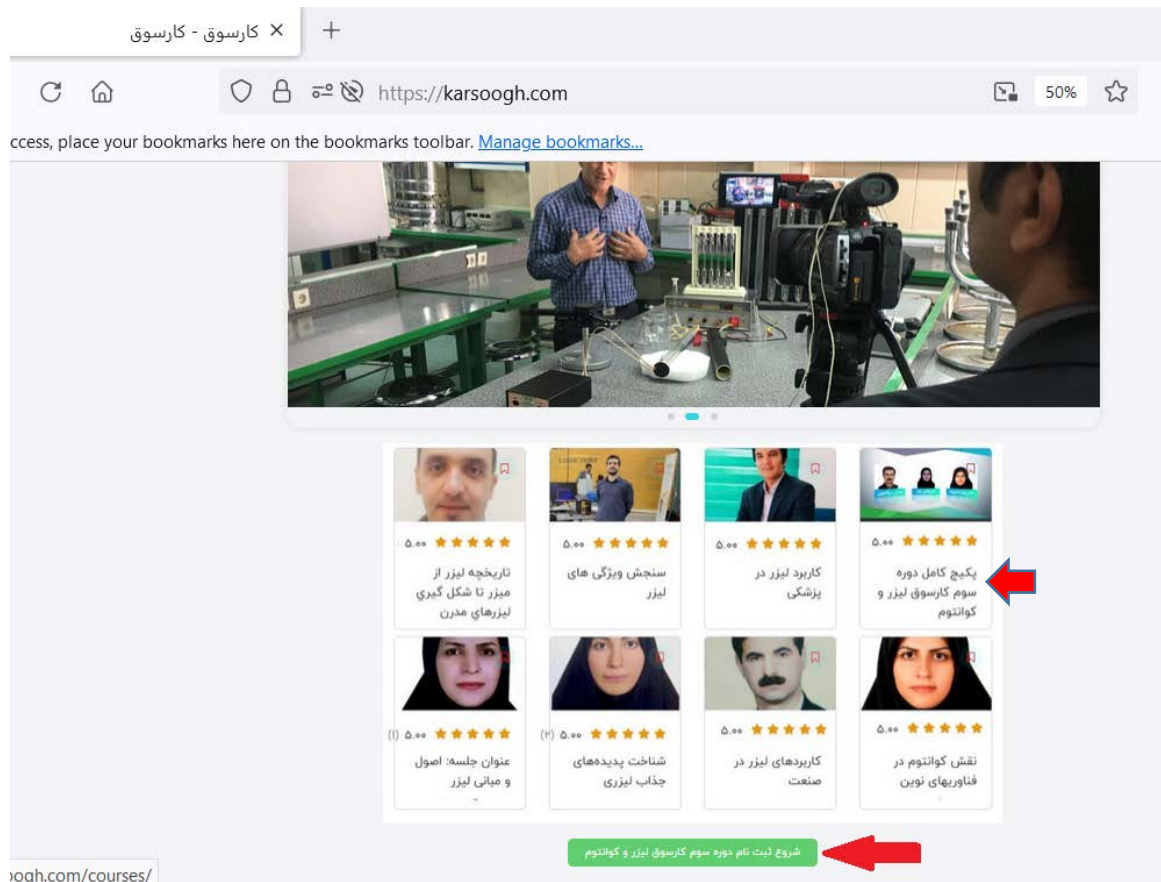 کارسوق - کارسوق
https://karsoogh.com
50%
ccess, place your bookmarks here on the bookmarks toolbar. Manage bookmarks...
۵.۰۰
پکیج کامل دوره
سوم کارسوق لیزر و
کوانتوم
۵.۰۰
کاربرد لیزر در
پزشکی
۵.۰۰
سنجش ویژگی های
لیزر
۵.۰۰
تاریخچه لیزر از
میزر تا شکل گیري
لیزرهاي مدرن
۵.۰۰
نقش کوانتوم در
فناوریهای نوین
۵.۰۰
کاربردهای لیزر در
صنعت
۵.۰۰ (۲)
شناخت پدیده‌های
جذاب لیزری
۵.۰۰ (۱)
عنوان جلسه: اصول
و مبانی لیزر
شروع ثبت نام دوره سوم کارسوق لیزر و کوانتوم
oogh.com/courses/